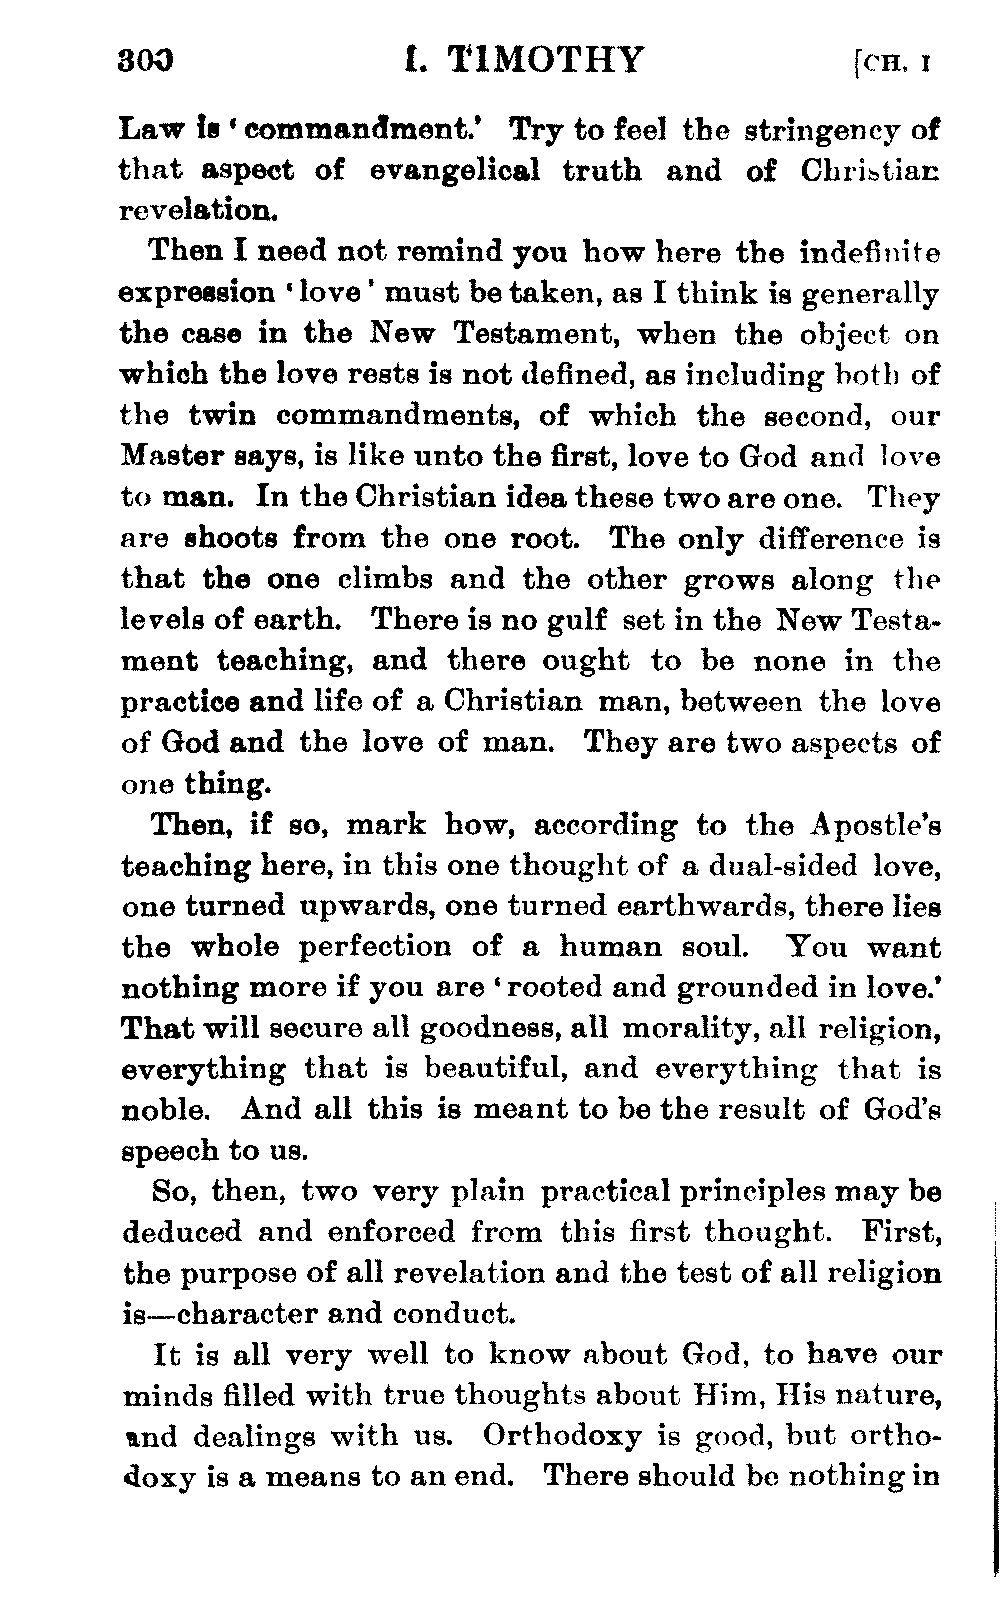 300 I. TIMOTHY [CH. I
Law is ‘commandment.’ Try to feel the stringency of
that aspect of evangelical truth and of Christian
revelation.
Then I need not remind you how here the indefinite
expression ‘love’ must be taken, as I think is generally
the case in the New Testament, when the object on
which the love rests is not defined, as including both of
the twin commandments, of which the second, our
Master says, is like unto the first, love to God and love
to man. In the Christian idea these two are one. They
are shoots from the one root. The only difference is
that the one climbs and the other grows along the
levels of earth. There is no gulf set in the New Testa-
ment teaching, and there ought to be none in the
practice and life of a Christian man, between the love
of God and the love of man. They are two aspects of
one thing.
Then, if so, mark how, according to the Apostle’s
teaching here, in this one thought of a dual-sided love,
one turned upwards, one turned earthwards, there lies
the whole perfection of a human soul. You want
nothing more if you are ‘rooted and grounded in love.’
That will secure all goodness, all morality, all religion,
everything that is beautiful, and everything that is
noble. And all this is meant to be the result of God’s
speech to us.
So, then, two very plain practical principles may be
deduced and enforced from this first thought. First,
the purpose of all revelation and the test of all religion
is—character and conduct.
It is all very well to know about God, to have our
minds filled with true thoughts about Him, His nature,
and dealings with us. Orthodoxy is good, but ortho-
doxy is a means to an end. There should be nothing in